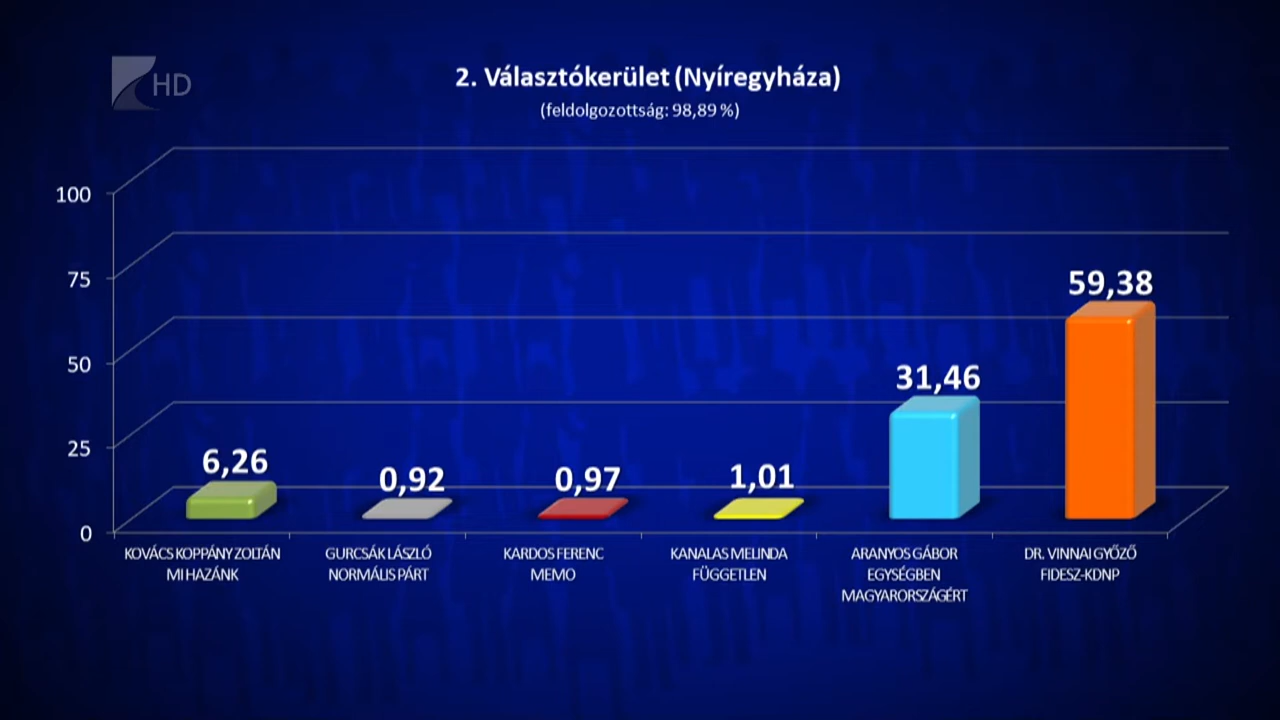 HD
2. Választókerület (Nyíregyháza)
(feldolgozottság: 98,89 %)
100
75
50
25
0
6,26
0,92
0,97
1,01
31,46
59,38
KOVÁCS KOPPÁNY ZOLTÁN
MI HAZÁNK
GURCSÁK LÁSZLÓ
NORMÁLIS PÁRT
KARDOS FERENC
MEMO
KANALAS MELINDA
FÜGGETLEN
ARANYOS GÁBOR
EGYSÉGBEN
MAGYARORSZÁGÉRT
DR. VINNAI GYŐZŐ
FIDESZ-KDNP